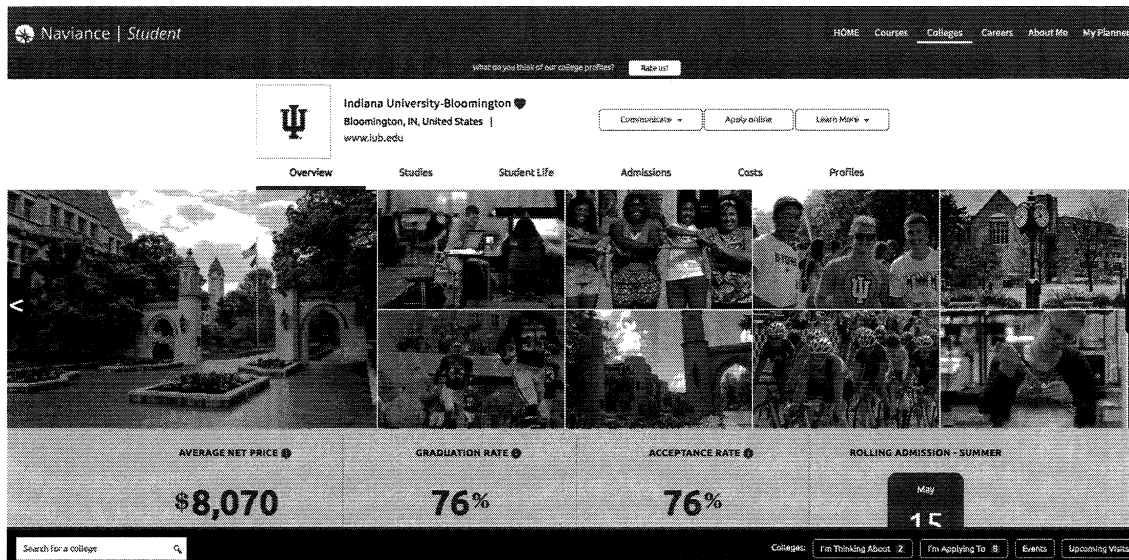 Naviance | Student
HOME Courses Colleges Careers About Me My Planner
What do you think of our college profiles? Rate us!
Indiana University-Bloomington
Bloomington, IN, United States |
www.iub.edu
Communicate Apply online Learn More
Overview Studies Student Life Admissions Costs Profiles
<
AVERAGE NET PRICE GRADUATION RATE ACCEPTANCE RATE ROLLING ADMISSION - SUMMER
$8,070 76% 76% May
15
Search for a college Colleges: I'm Thinking About 2 I'm Applying To 8 Events Upcoming Visits